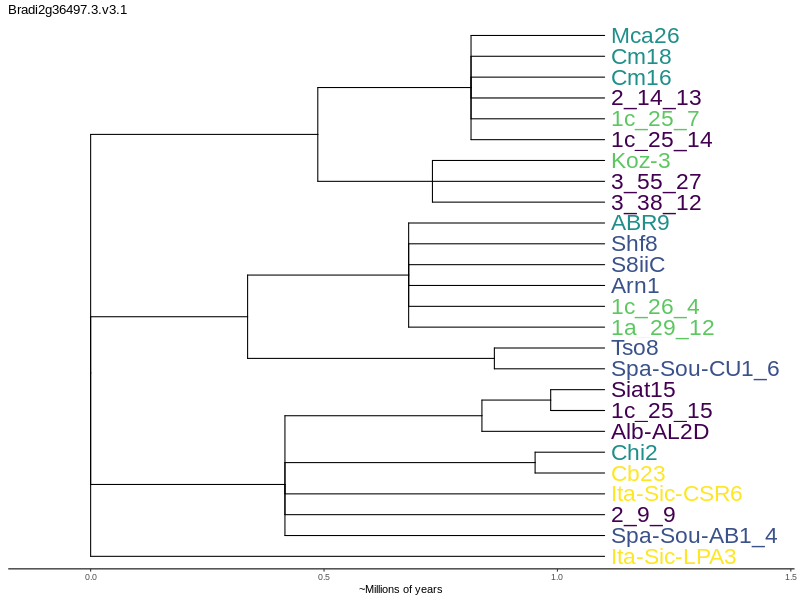 Bradi2g36497.3.v3.1
Mca26
Cm18
Cm16
2_14_13
1c_25_7
1c_25_14
Koz-3
3_55_27
3_38_12
ABR9
Shf8
S8iiC
Arn1
1c_26_4
1a_29_12
Tso8
Spa-Sou-CU1_6
Siat15
1c_25_15
Alb-AL2D
Chi2
Cb23
Ita-Sic-CSR6
2_9_9
Spa-Sou-AB1_4
Ita-Sic-LPA3
0.0 0.5 1.0 1.5
~Millions of years